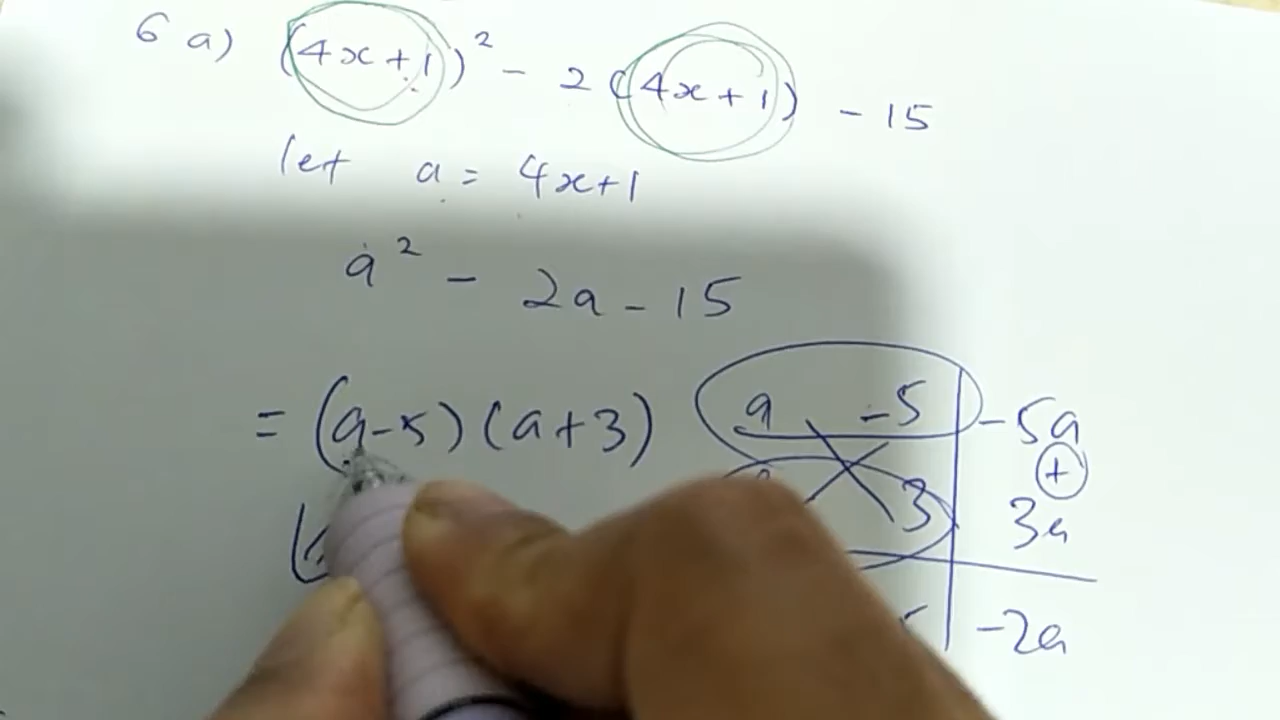 6 a) (4x+1)² - 2(4x+1) - 15
let a = 4x+1
a² - 2a - 15
= (a-5)(a+3)
a -5 -5a
+
3 3a
-2a